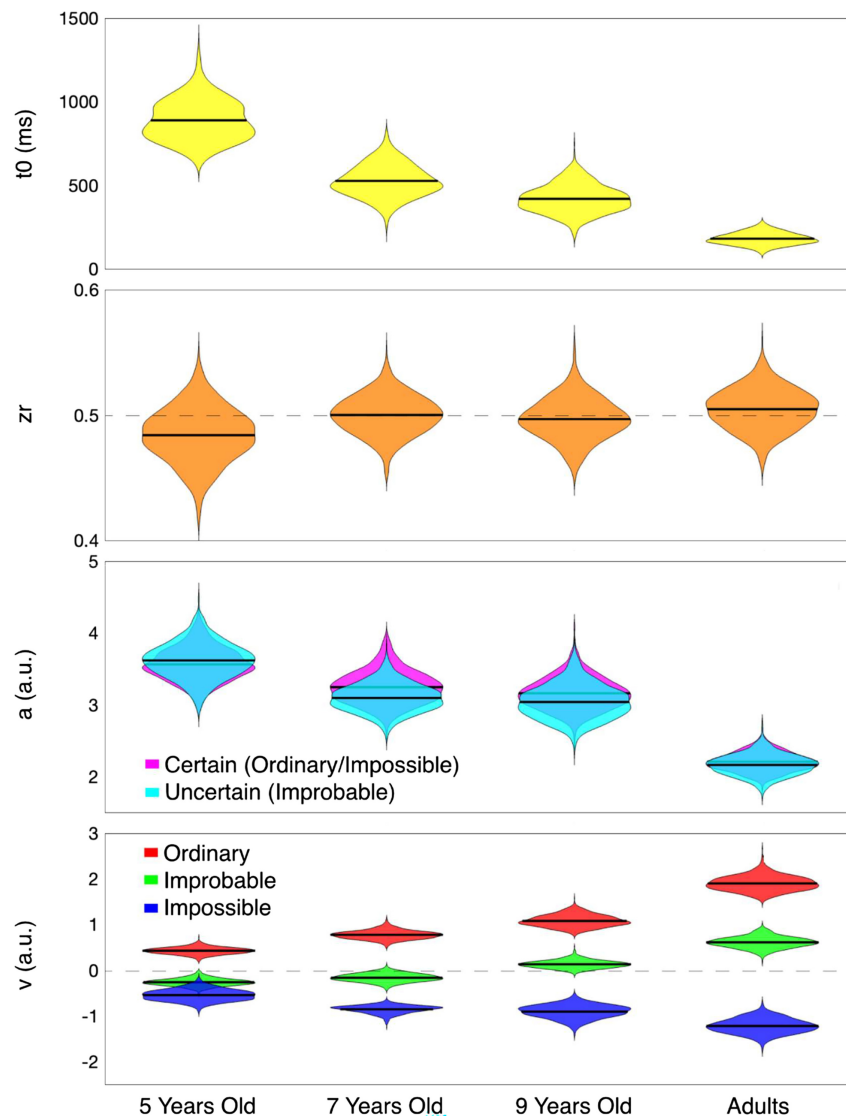 1500
1000
500
0
t0 (ms)
0.6
0.5
0.4
zr
5
4
3
2
a (a.u.)
Certain (Ordinary/Impossible)
Uncertain (Improbable)
3
2
1
0
-1
-2
v (a.u.)
Ordinary
Improbable
Impossible
5 Years Old 7 Years Old 9 Years Old Adults